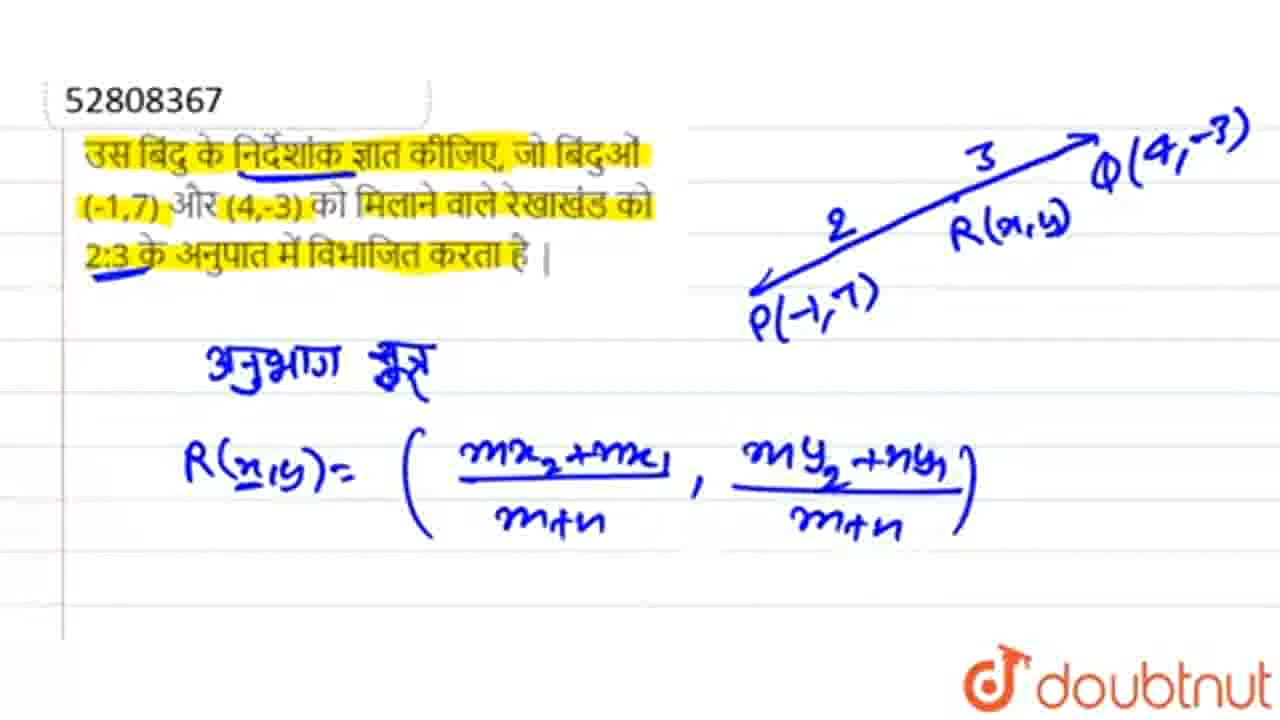 52808367
उस बिंदु के निर्देशांक ज्ञात कीजिए, जो बिंदुओं
(-1,7) ओर (4,-3) को मिलाने वाले रेखाखंड को
2:3 के अनुपात में विभाजित करता हे |
3
Q(4,-3)
2
R(x,y)
P(-1,7)
अनुभाज सूत्र
R(x,y) = ( mx₂+nx₁ / m+n , my₂+ny₁ / m+n )
doubtnut